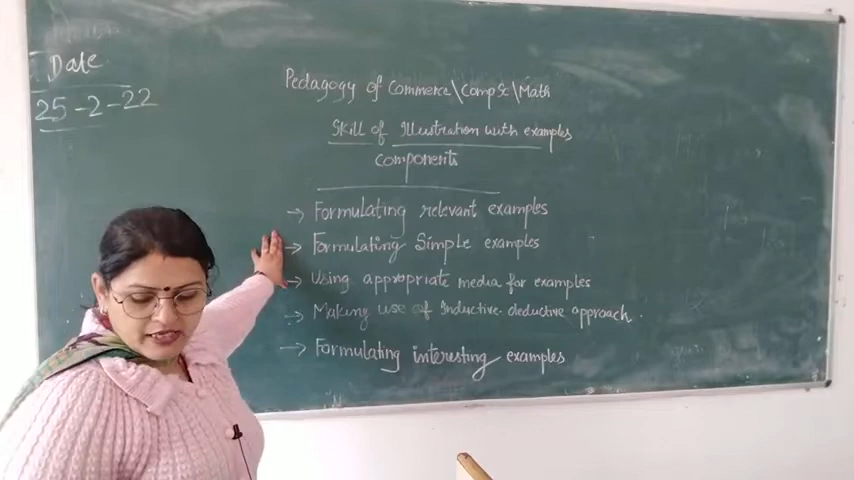 Date
25-2-22
Pedagogy of Commerce\Comp Sc\Math
Skill of Illustration with examples
components
→ Formulating relevant examples
→ Formulating Simple examples
→ Using appropriate media for examples
→ Making use of Inductive-deductive approach.
→ Formulating interesting examples